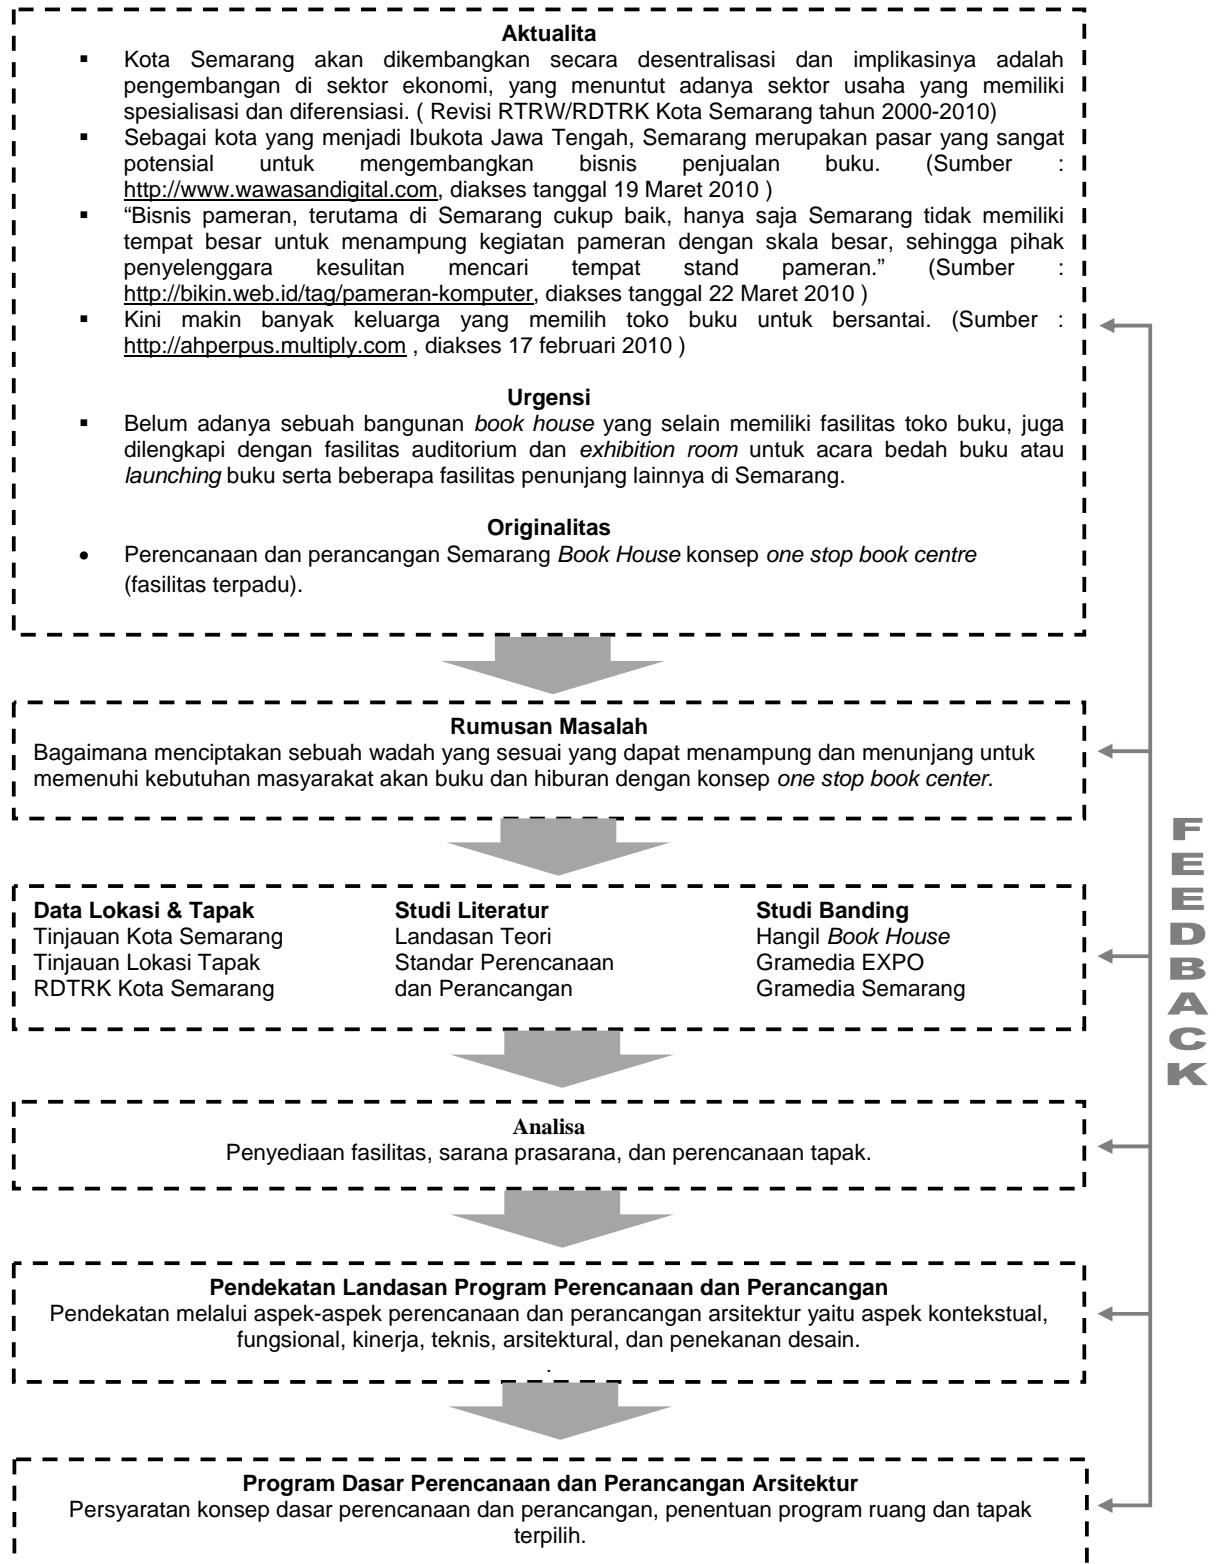 Aktualita
▪ Kota Semarang akan dikembangkan secara desentralisasi dan implikasinya adalah
pengembangan di sektor ekonomi, yang menuntut adanya sektor usaha yang memiliki
spesialisasi dan diferensiasi. ( Revisi RTRW/RDTRK Kota Semarang tahun 2000-2010)
▪ Sebagai kota yang menjadi Ibukota Jawa Tengah, Semarang merupakan pasar yang sangat
potensial untuk mengembangkan bisnis penjualan buku. (Sumber :
http://www.wawasandigital.com, diakses tanggal 19 Maret 2010 )
▪ “Bisnis pameran, terutama di Semarang cukup baik, hanya saja Semarang tidak memiliki
tempat besar untuk menampung kegiatan pameran dengan skala besar, sehingga pihak
penyelenggara kesulitan mencari tempat stand pameran.” (Sumber :
http://bikin.web.id/tag/pameran-komputer, diakses tanggal 22 Maret 2010 )
▪ Kini makin banyak keluarga yang memilih toko buku untuk bersantai. (Sumber :
http://ahperpus.multiply.com , diakses 17 februari 2010 )
Urgensi
▪ Belum adanya sebuah bangunan book house yang selain memiliki fasilitas toko buku, juga
dilengkapi dengan fasilitas auditorium dan exhibition room untuk acara bedah buku atau
launching buku serta beberapa fasilitas penunjang lainnya di Semarang.
Originalitas
• Perencanaan dan perancangan Semarang Book House konsep one stop book centre
(fasilitas terpadu).
Rumusan Masalah
Bagaimana menciptakan sebuah wadah yang sesuai yang dapat menampung dan menunjang untuk
memenuhi kebutuhan masyarakat akan buku dan hiburan dengan konsep one stop book center.
Data Lokasi & Tapak
Tinjauan Kota Semarang
Tinjauan Lokasi Tapak
RDTRK Kota Semarang
Studi Literatur
Landasan Teori
Standar Perencanaan
dan Perancangan
Studi Banding
Hangil Book House
Gramedia EXPO
Gramedia Semarang
Analisa
Penyediaan fasilitas, sarana prasarana, dan perencanaan tapak.
Pendekatan Landasan Program Perencanaan dan Perancangan
Pendekatan melalui aspek-aspek perencanaan dan perancangan arsitektur yaitu aspek kontekstual,
fungsional, kinerja, teknis, arsitektural, dan penekanan desain.
.
Program Dasar Perencanaan dan Perancangan Arsitektur
Persyaratan konsep dasar perencanaan dan perancangan, penentuan program ruang dan tapak
terpilih.
FEEDBACK